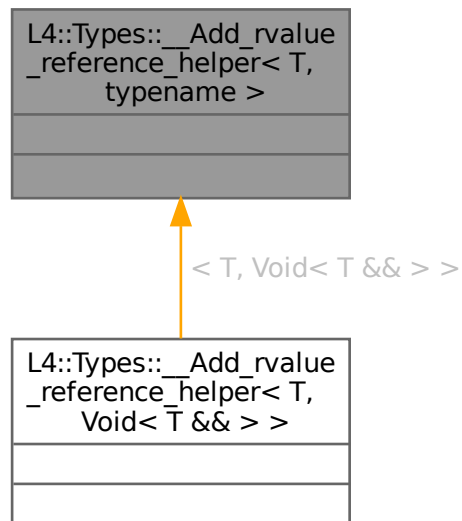 L4::Types::__Add_rvalue
_reference_helper< T,
typename >
< T, Void< T && > >
L4::Types::__Add_rvalue
_reference_helper< T,
Void< T && > >